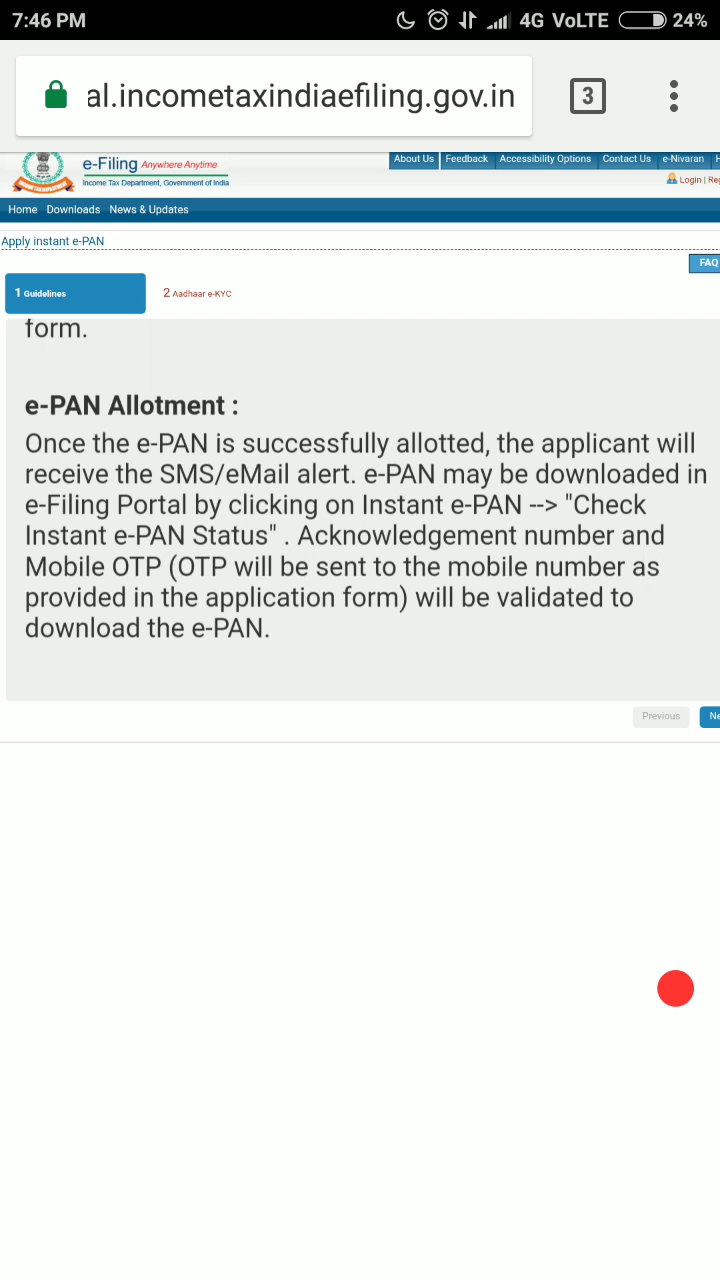 7:46 PM 4G VoLTE 24%
al.incometaxindiaefiling.gov.in 3
e-Filing Anywhere Anytime
Income Tax Department, Government of India
About Us Feedback Accessibility Options Contact Us e-Nivaran
Login |
Home Downloads News & Updates
Apply instant e-PAN
FAQ
1 Guidelines 2 Aadhaar e-KYC
form.
e-PAN Allotment :
Once the e-PAN is successfully allotted, the applicant will
receive the SMS/eMail alert. e-PAN may be downloaded in
e-Filing Portal by clicking on Instant e-PAN --> "Check
Instant e-PAN Status" . Acknowledgement number and
Mobile OTP (OTP will be sent to the mobile number as
provided in the application form) will be validated to
download the e-PAN.
Previous